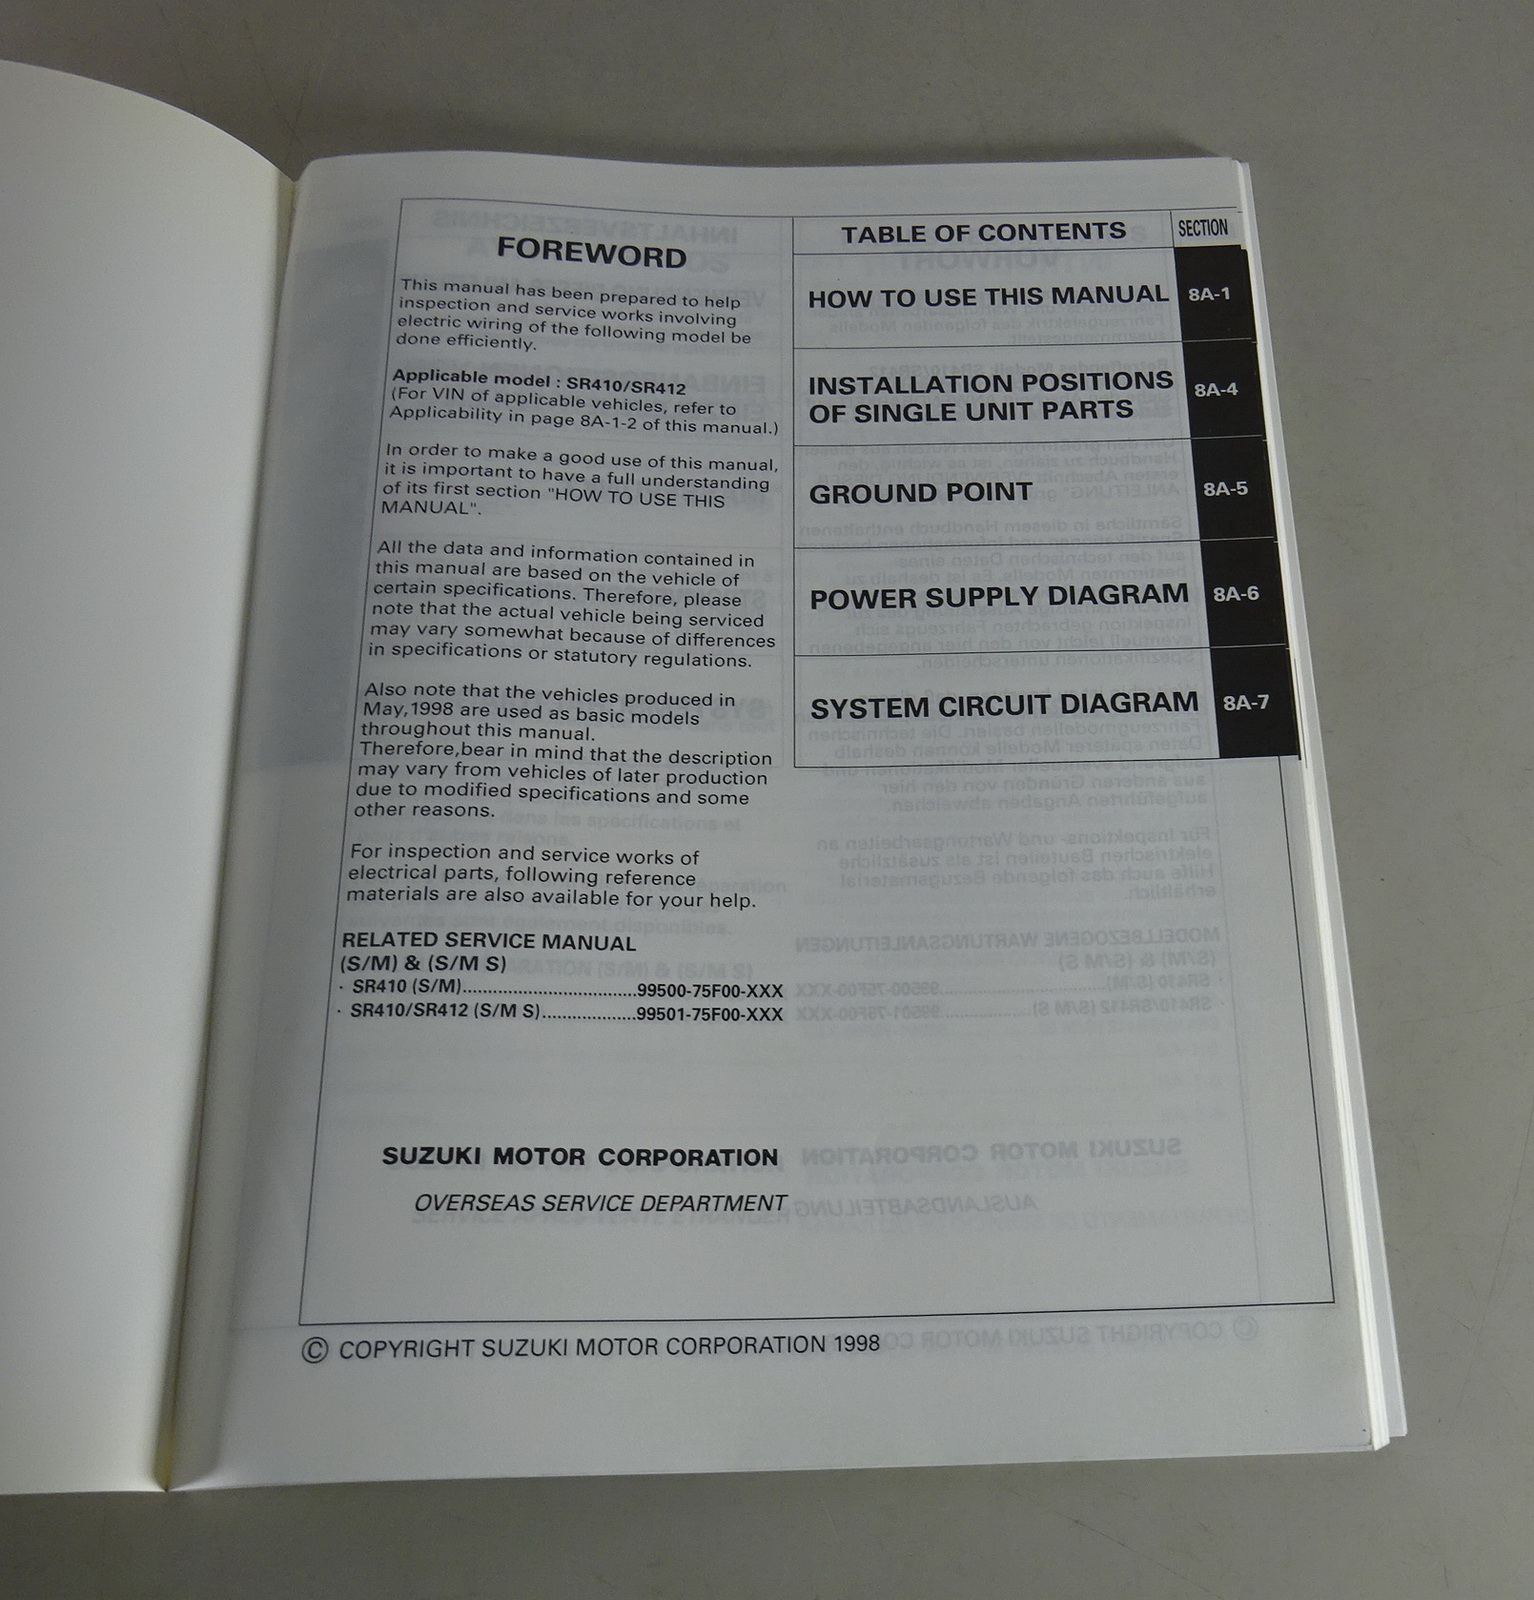 FOREWORD
This manual has been prepared to help
inspection and service works involving
electric wiring of the following model be
done efficiently.
Applicable model : SR410/SR412
(For VIN of applicable vehicles, refer to
Applicability in page 8A-1-2 of this manual.)
In order to make a good use of this manual,
it is important to have a full understanding
of its first section "HOW TO USE THIS
MANUAL".
All the data and information contained in
this manual are based on the vehicle of
certain specifications. Therefore, please
note that the actual vehicle being serviced
may vary somewhat because of differences
in specifications or statutory regulations.
Also note that the vehicles produced in
May,1998 are used as basic models
throughout this manual.
Therefore,bear in mind that the description
may vary from vehicles of later production
due to modified specifications and some
other reasons.
For inspection and service works of
electrical parts, following reference
materials are also available for your help.
RELATED SERVICE MANUAL
(S/M) & (S/M S)
· SR410 (S/M)...................................99500-75F00-XXX
· SR410/SR412 (S/M S)...................99501-75F00-XXX
SUZUKI MOTOR CORPORATION
OVERSEAS SERVICE DEPARTMENT
TABLE OF CONTENTS SECTION
HOW TO USE THIS MANUAL 8A-1
INSTALLATION POSITIONS
OF SINGLE UNIT PARTS 8A-4
GROUND POINT 8A-5
POWER SUPPLY DIAGRAM 8A-6
SYSTEM CIRCUIT DIAGRAM 8A-7
© COPYRIGHT SUZUKI MOTOR CORPORATION 1998